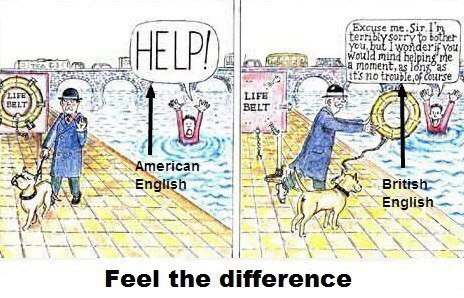 HELP!
LIFE
BELT
American
English
Excuse me, Sir. I'm
terribly sorry to bother
you, but I wonder if you
would mind helping me
a moment, as long as
it's no trouble, of course
LIFE
BELT
British
English
Feel the difference